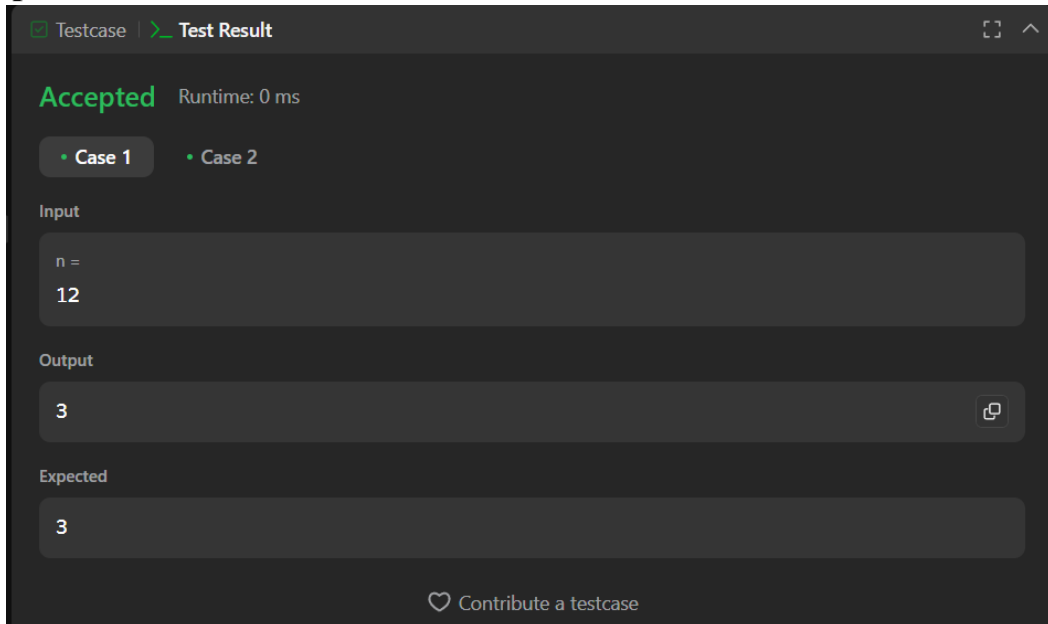 Testcase | >_ Test Result
Accepted Runtime: 0 ms
• Case 1 • Case 2
Input
n =
12
Output
3
Expected
3
Contribute a testcase